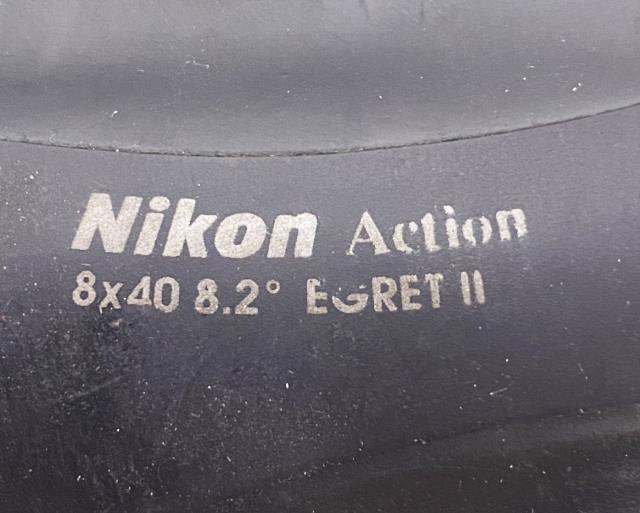 Nikon Action
8x40 8.2° EGRET II